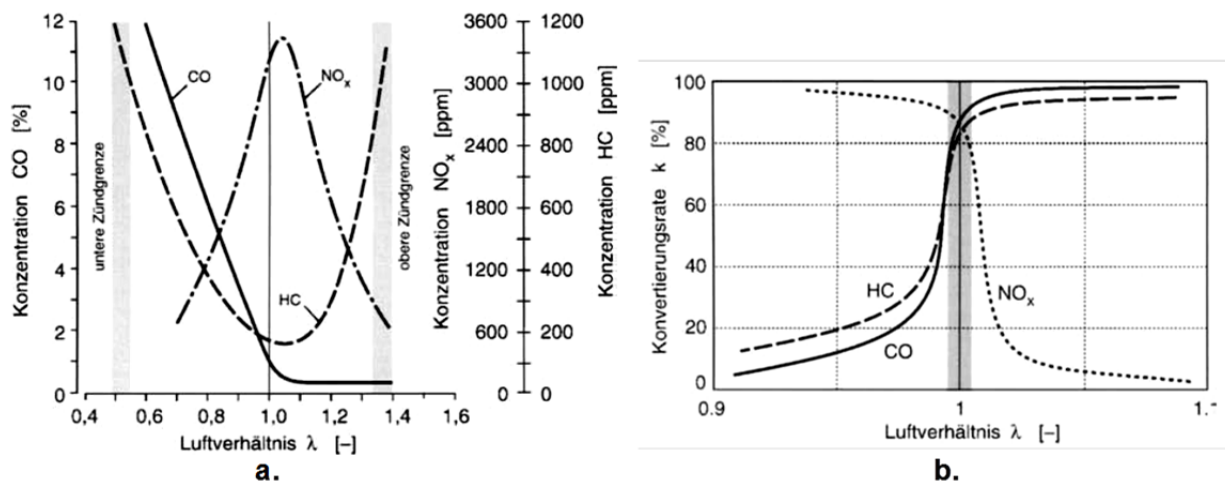 Konzentration CO [%]
12
10
8
6
4
2
0
0,4
0,6
0,8
1,0
1,2
1,4
1,6
untere Zündgrenze
obere Zündgrenze
CO
NOx
HC
Luftverhältnis λ [–]
a.
Konzentration NOx [ppm]
3600
3000
2400
1800
1200
600
0
Konzentration HC [ppm]
1200
1000
800
600
400
200
0
Konvertierungsrate k [%]
100
80
60
40
20
0
HC
CO
NOx
0.9
1
1.
Luftverhältnis λ [–]
b.